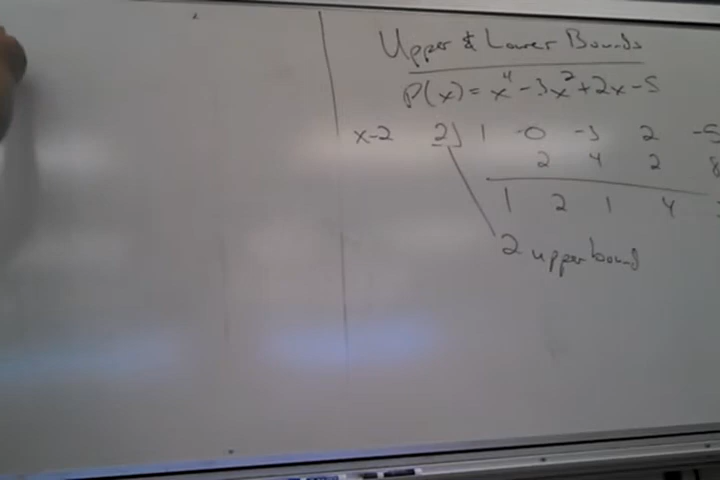 Upper & Lower Bounds
P(x) = x⁴ - 3x² + 2x - 5
x-2 2⌋ 1 -0 -3 2 -5
2 4 2 8
1 2 1 4
2 upper bound